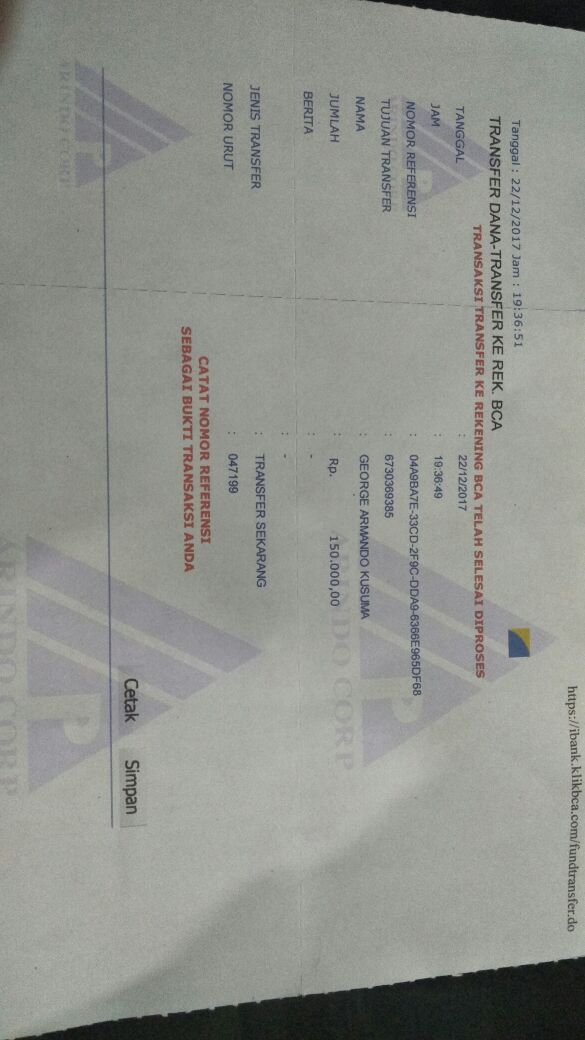 https://ibank.klikbca.com/fundtransfer.do
Tanggal : 22/12/2017 Jam : 19:36:51
TRANSFER DANA-TRANSFER KE REK. BCA
TRANSAKSI TRANSFER KE REKENING BCA TELAH SELESAI DIPROSES
TANGGAL : 22/12/2017
JAM : 19:36:49
NOMOR REFERENSI : 04A9BA7E-33CD-2F9C-DDA9-6366E965DF68
TUJUAN TRANSFER : 6730369385
NAMA : GEORGE ARMANDO KUSUMA
JUMLAH : Rp. 150.000,00
BERITA : -
: -
JENIS TRANSFER : TRANSFER SEKARANG
NOMOR URUT : 047199
CATAT NOMOR REFERENSI
SEBAGAI BUKTI TRANSAKSI ANDA
Cetak Simpan